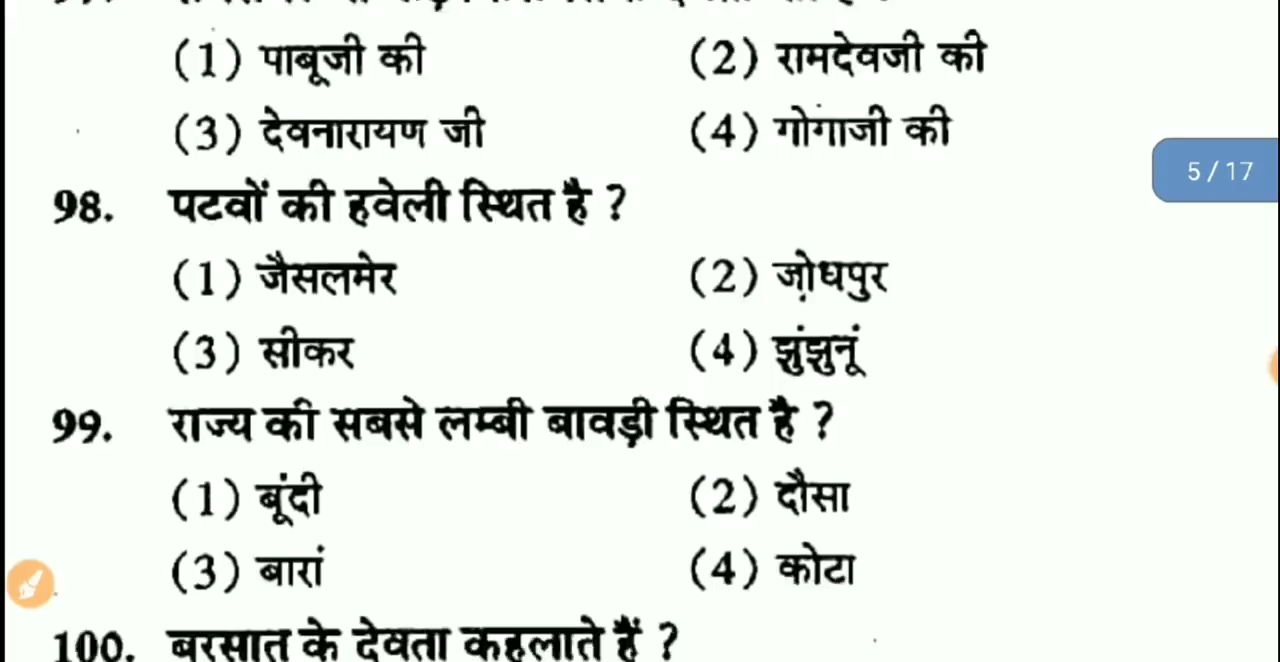 (1) पाबूजी की (2) रामदेवजी की
(3) देवनारायण जी (4) गोगाजी की
5 / 17
98. पटवों की हवेली स्थित है ?
(1) जैसलमेर (2) जोधपुर
(3) सीकर (4) झुंझुनूं
99. राज्य की सबसे लम्बी बावड़ी स्थित है ?
(1) बूंदी (2) दौसा
(3) बारां (4) कोटा
100. बरसात के देवता कहलाते हैं ?